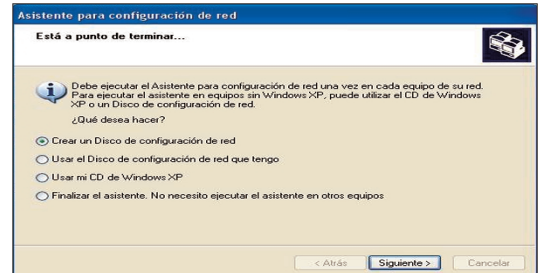 Asistente para configuración de red
Está a punto de terminar...
Debe ejecutar el Asistente para configuración de red una vez en cada equipo de su red.
Para ejecutar el asistente en equipos sin Windows XP, puede utilizar el CD de Windows
XP o un Disco de configuración de red.
¿Qué desea hacer?
Crear un Disco de configuración de red
Usar el Disco de configuración de red que tengo
Usar mi CD de Windows XP
Finalizar el asistente. No necesito ejecutar el asistente en otros equipos
< Atrás
Siguiente >
Cancelar